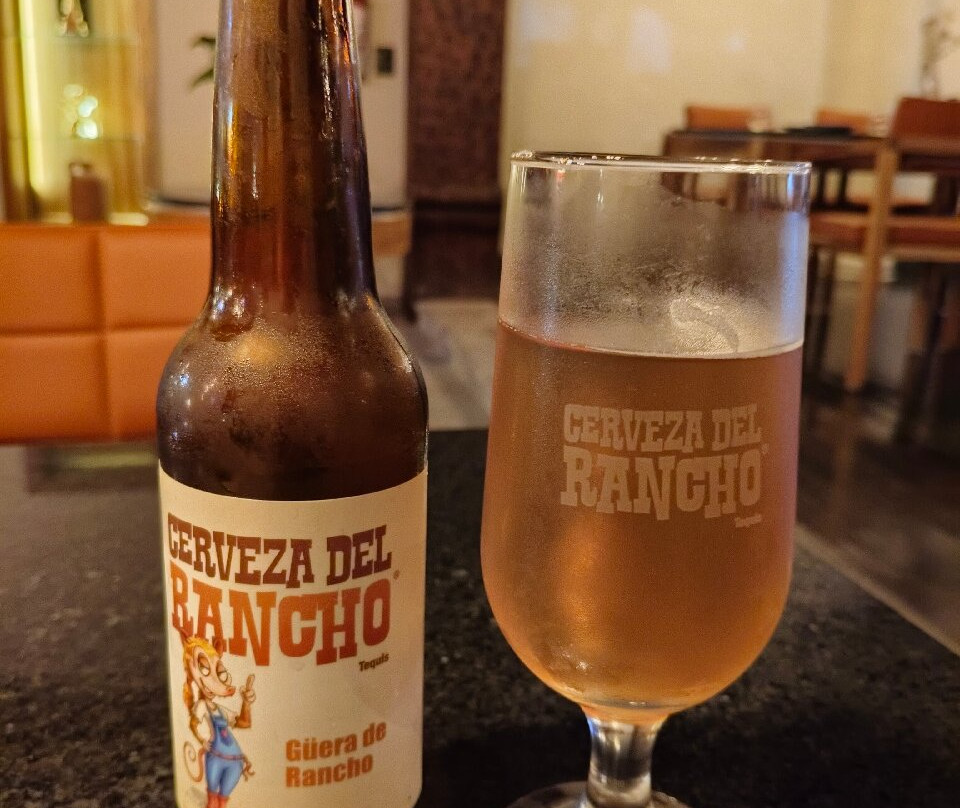 CERVEZA DEL
RANCHO®
Tequis
Güera de
Rancho
CERVEZA DEL
RANCHO®
Tequis